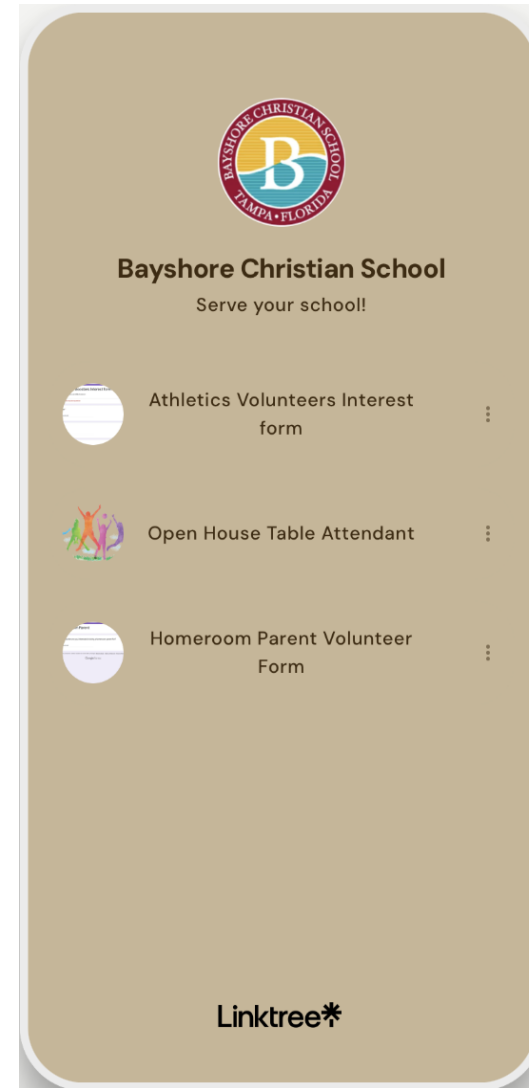 BAYSHORE CHRISTIAN SCHOOL
B
TAMPA • FLORIDA
Bayshore Christian School
Serve your school!
Athletics Volunteers Interest
form
Open House Table Attendant
Homeroom Parent Volunteer
Form
Linktree*